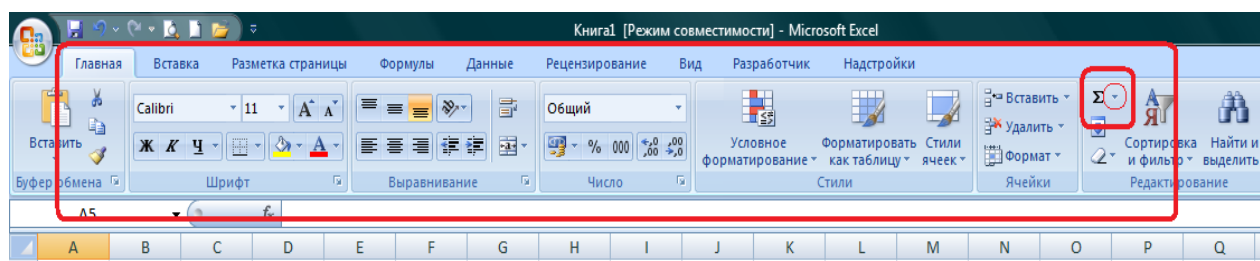 Книга1 [Режим совместимости] - Microsoft Excel
Главная Вставка Разметка страницы Формулы Данные Рецензирование Вид Разработчик Надстройки
Calibri 11 А А Общий Σ Вставить
Удалить
Вставить Ж К Ч А % 000 ,00 ,0 Условное форматирование Форматировать как таблицу Стили ячеек Формат Сортировка и фильтр Найти и выделить
Буфер обмена Шрифт Выравнивание Число Стили Ячейки Редактирование
A5 fx
A B C D E F G H I J K L M N O P Q